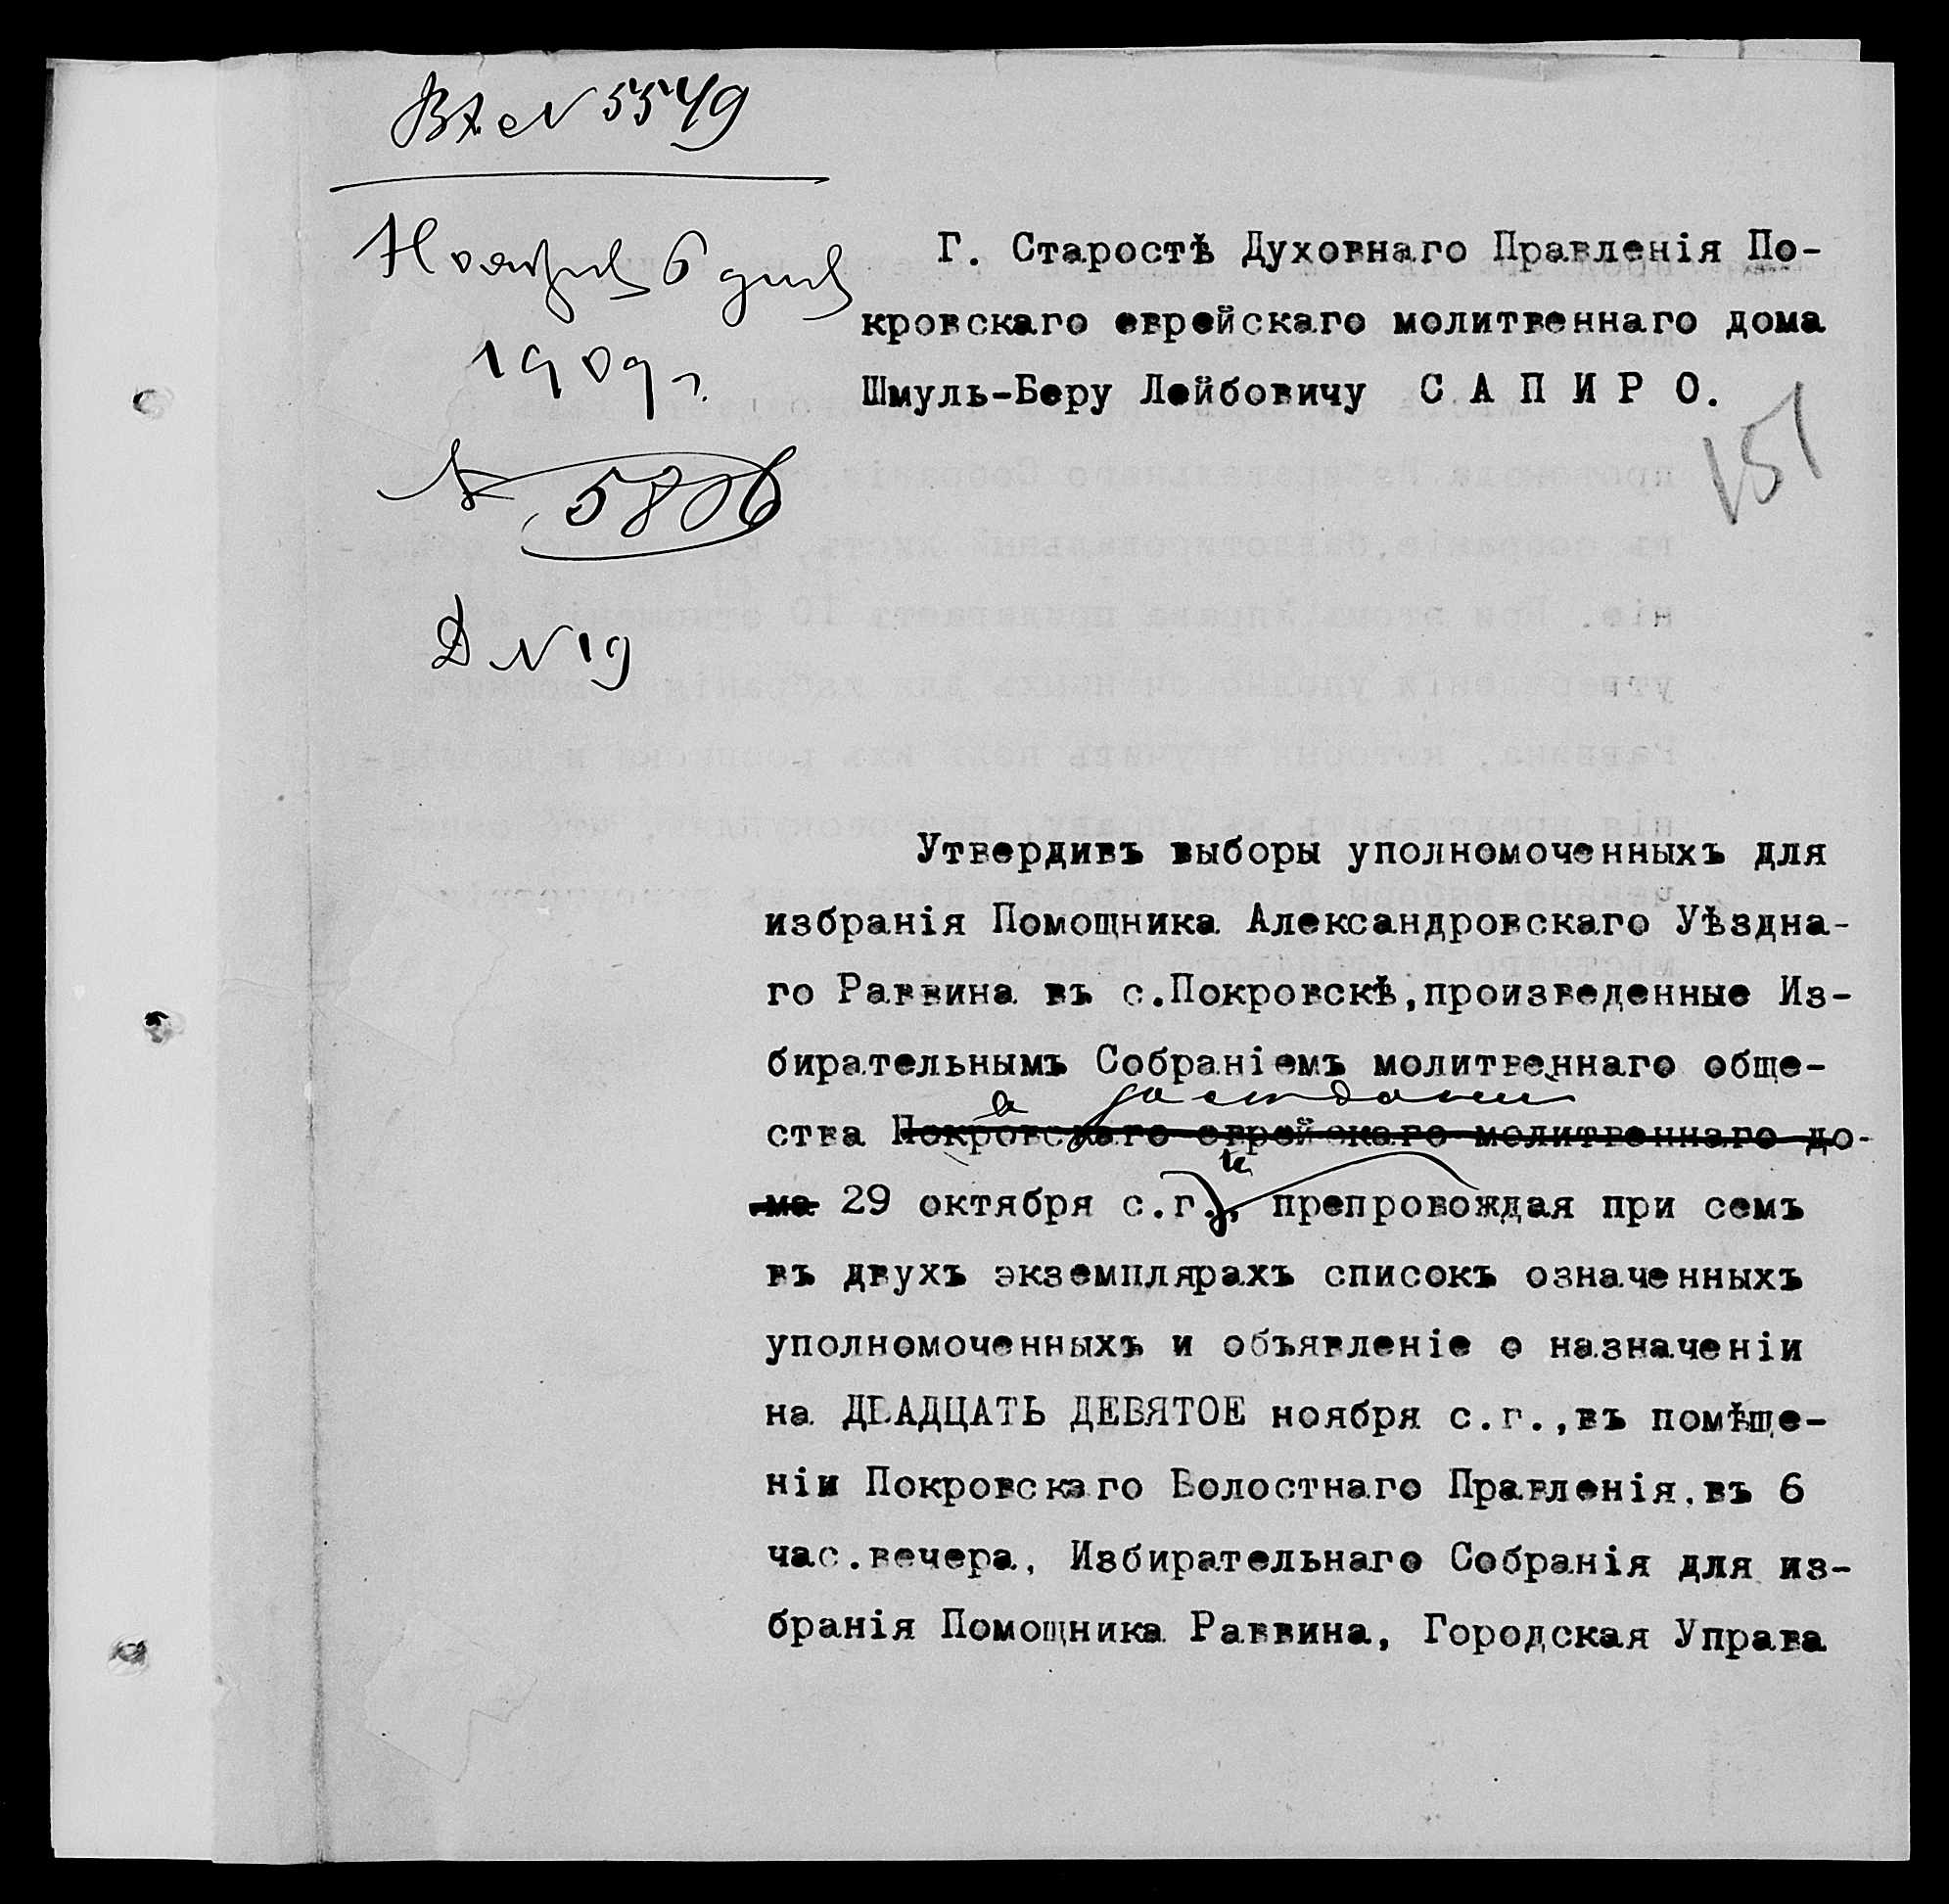 Вх № 5549
Ноября 6 дня
1909 г.
№ 5806
Д № 19
Г. Старостѣ Духовнаго Правленія По-
кровскаго еврейскаго молитвеннаго дома
Шмуль-Беру Лейбовичу С А П И Р О.
151
Утвердивъ выборы уполномоченныхъ для
избранія Помощника Александровскаго Уѣздна-
го Раввина въ с.Покровскѣ,произведенные Из-
бирательнымъ Собраніемъ молитвеннаго обще-
ства Покровскаго еврейскаго молитвеннаго до-
ма 29 октября с.г., препровождая при семъ
въ двухъ экземплярахъ списокъ означенныхъ
уполномоченныхъ и объявленіе о назначеніи
на ДВАДЦАТЬ ДЕВЯТОЕ ноября с.г.,въ помѣще-
ніи Покровскаго Волостнаго Правленія,въ 6
час.вечера, Избирательнаго Собранія для из-
бранія Помощника Раввина, Городская Управа